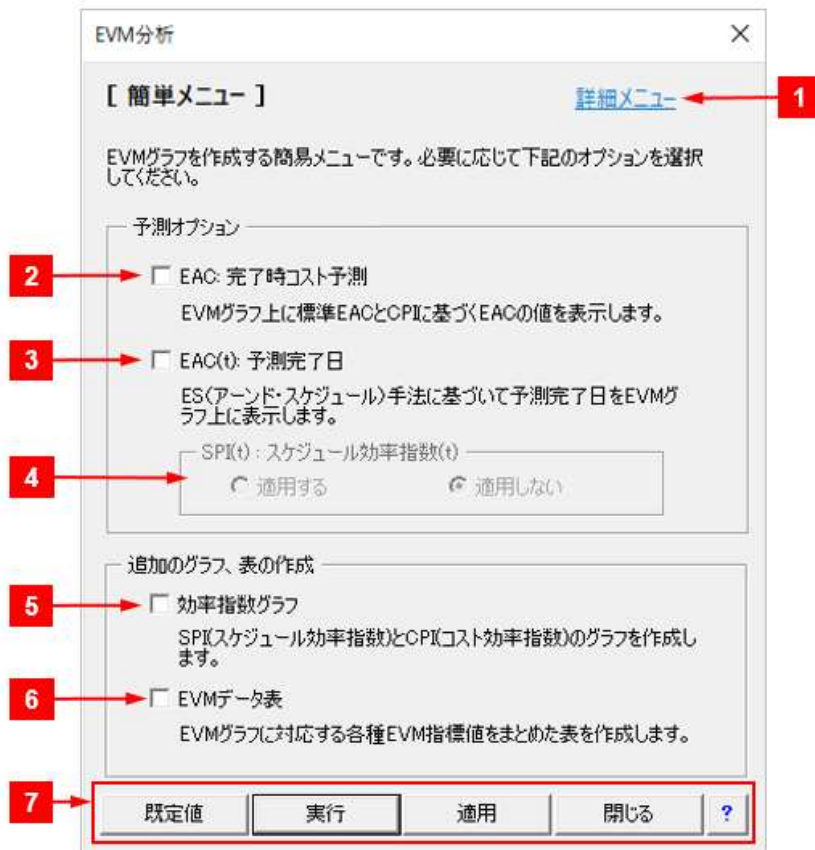 EVM分析
[ 簡単メニュー ]
詳細メニュー
1
EVMグラフを作成する簡易メニューです。必要に応じて下記のオプションを選択
してください。
予測オプション
2
EAC: 完了時コスト予測
EVMグラフ上に標準EACとCPIに基づくEACの値を表示します。
3
EAC(t): 予測完了日
ES(アーンド・スケジュール)手法に基づいて予測完了日をEVMグ
ラフ上に表示します。
SPI(t) : スケジュール効率指数(t)
4
適用する
適用しない
追加のグラフ、表の作成
5
効率指数グラフ
SPI(スケジュール効率指数)とCPI(コスト効率指数)のグラフを作成し
ます。
6
EVMデータ表
EVMグラフに対応する各種EVM指標値をまとめた表を作成します。
7
既定値
実行
適用
閉じる
?